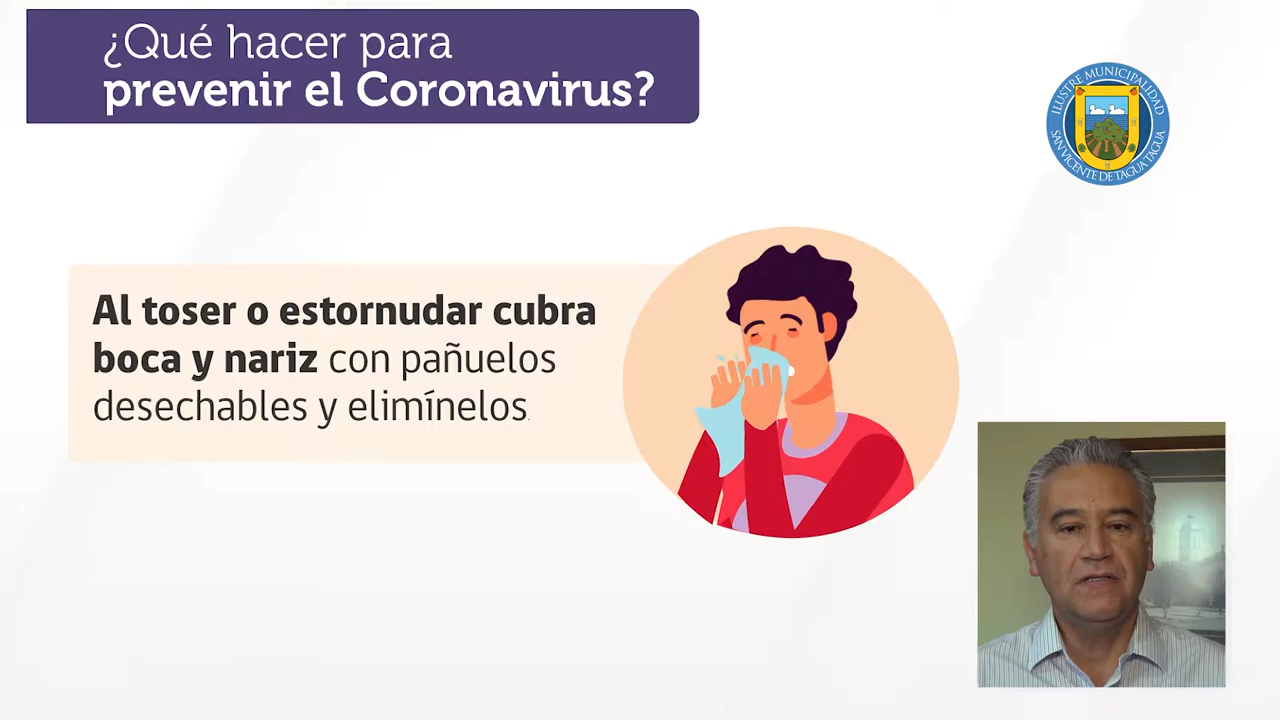 ¿Qué hacer para
prevenir el Coronavirus?
ILUSTRE MUNICIPALIDAD
SAN VICENTE DE TAGUA TAGUA
Al toser o estornudar cubra
boca y nariz con pañuelos
desechables y elimínelos.